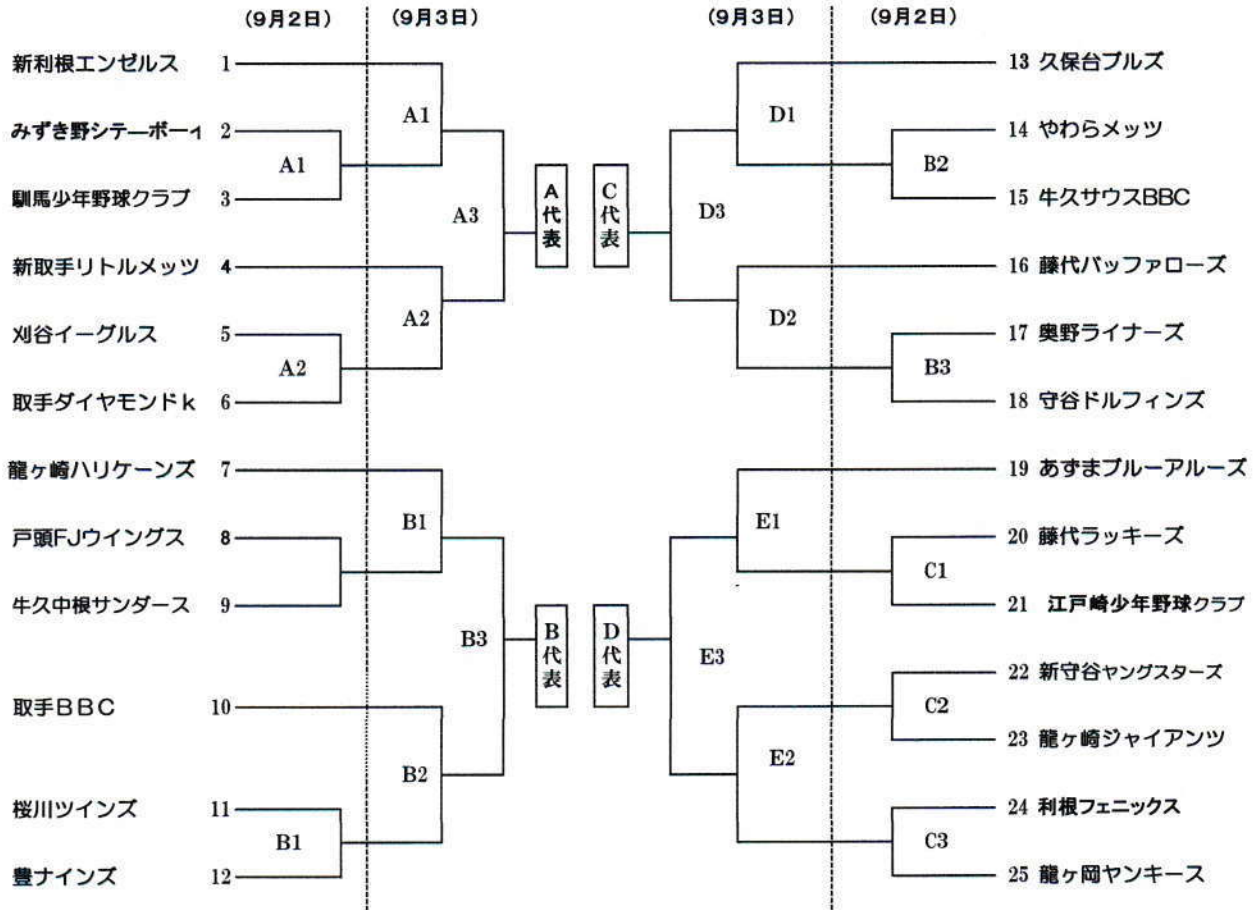 (9月2日) (9月3日) (9月3日) (9月2日)
新利根エンゼルス 1
みずき野シテーボーイ 2
馴馬少年野球クラブ 3
新取手リトルメッツ 4
刈谷イーグルス 5
取手ダイヤモンドk 6
龍ヶ崎ハリケーンズ 7
戸頭FJウイングス 8
牛久中根サンダース 9
取手BBC 10
桜川ツインズ 11
豊ナインズ 12
A1
A2
B1
A1
A2
B1
B2
A3
B3
A代表
B代表
C代表
D代表
D3
E3
D1
D2
E1
E2
B2
B3
C1
C2
C3
13 久保台ブルズ
14 やわらメッツ
15 牛久サウスBBC
16 藤代バッファローズ
17 奥野ライナーズ
18 守谷ドルフィンズ
19 あずまブルーアルーズ
20 藤代ラッキーズ
21 江戸崎少年野球クラブ
22 新守谷ヤングスターズ
23 龍ヶ崎ジャイアンツ
24 利根フェニックス
25 龍ヶ岡ヤンキース